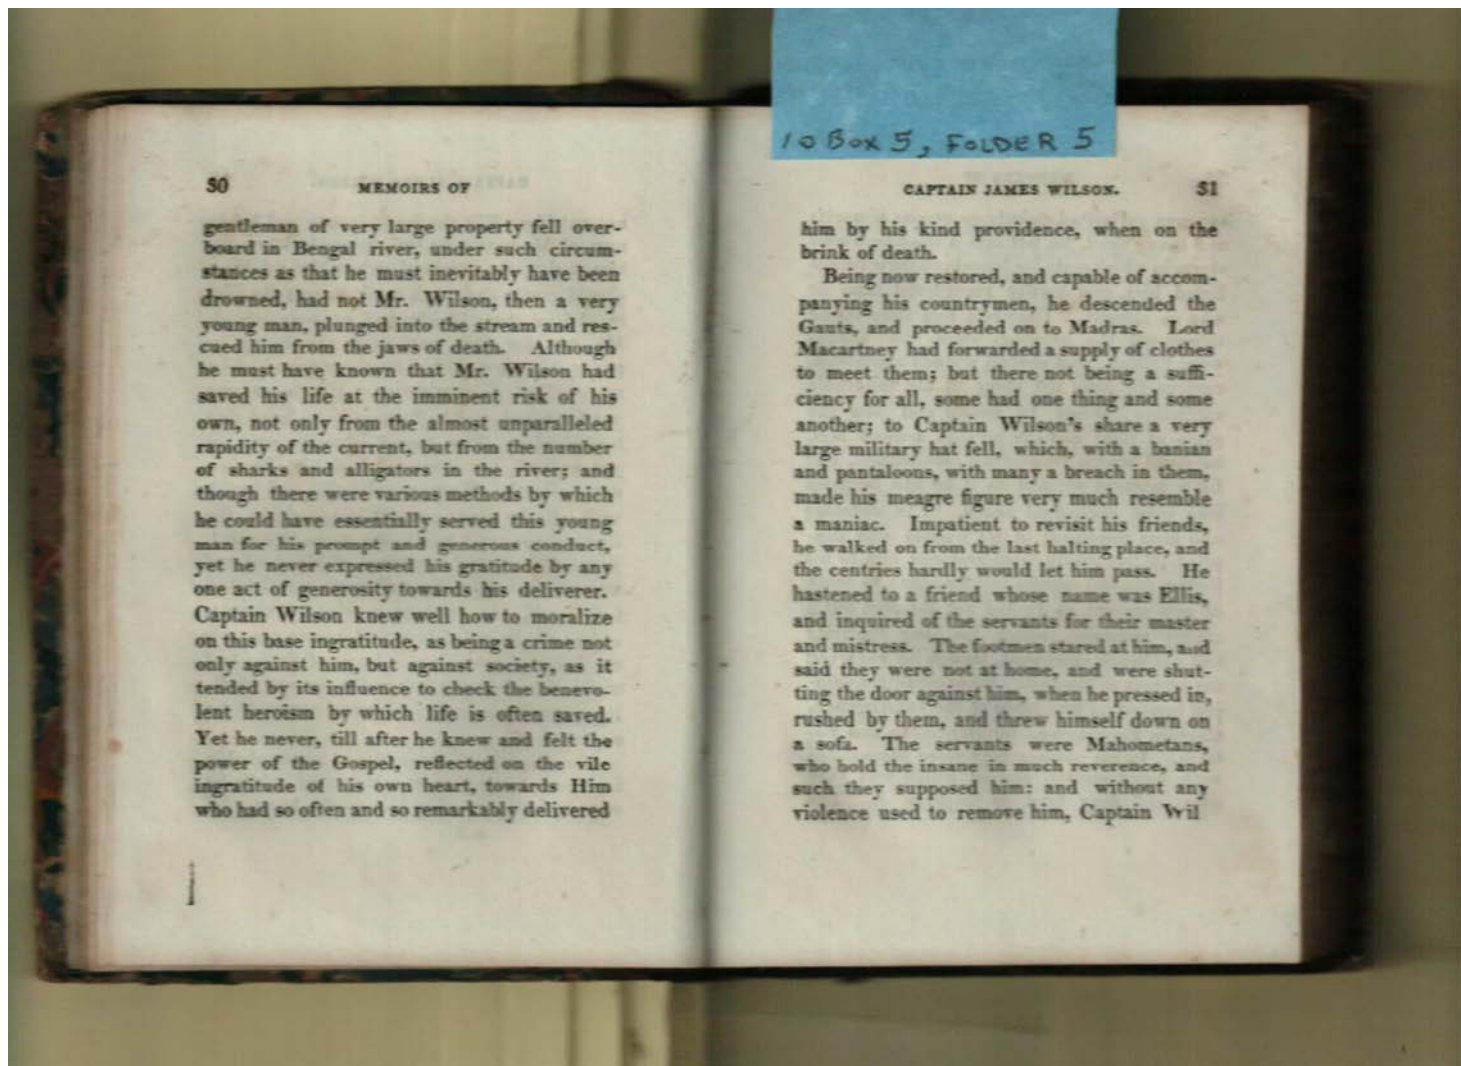 10 Box 5, FOLDER 5
30 MEMOIRS OF
gentleman of very large property fell over-
board in Bengal river, under such circum-
stances as that he must inevitably have been
drowned, had not Mr. Wilson, then a very
young man, plunged into the stream and res-
cued him from the jaws of death. Although
he must have known that Mr. Wilson had
saved his life at the imminent risk of his
own, not only from the almost unparalleled
rapidity of the current, but from the number
of sharks and alligators in the river; and
though there were various methods by which
he could have essentially served this young
man for his prompt and generous conduct,
yet he never expressed his gratitude by any
one act of generosity towards his deliverer.
Captain Wilson knew well how to moralize
on this base ingratitude, as being a crime not
only against him, but against society, as it
tended by its influence to check the benevo-
lent heroism by which life is often saved.
Yet he never, till after he knew and felt the
power of the Gospel, reflected on the vile
ingratitude of his own heart, towards Him
who had so often and so remarkably delivered
CAPTAIN JAMES WILSON. 31
him by his kind providence, when on the
brink of death.
Being now restored, and capable of accom-
panying his countrymen, he descended the
Gauts, and proceeded on to Madras. Lord
Macartney had forwarded a supply of clothes
to meet them; but there not being a suffi-
ciency for all, some had one thing and some
another; to Captain Wilson's share a very
large military hat fell, which, with a banian
and pantaloons, with many a breach in them,
made his meagre figure very much resemble
a maniac. Impatient to revisit his friends,
he walked on from the last halting place, and
the centries hardly would let him pass. He
hastened to a friend whose name was Ellis,
and inquired of the servants for their master
and mistress. The footmen stared at him, and
said they were not at home, and were shut-
ting the door against him, when he pressed in,
rushed by them, and threw himself down on
a sofa. The servants were Mahometans,
who hold the insane in much reverence, and
such they supposed him: and without any
violence used to remove him, Captain Wil